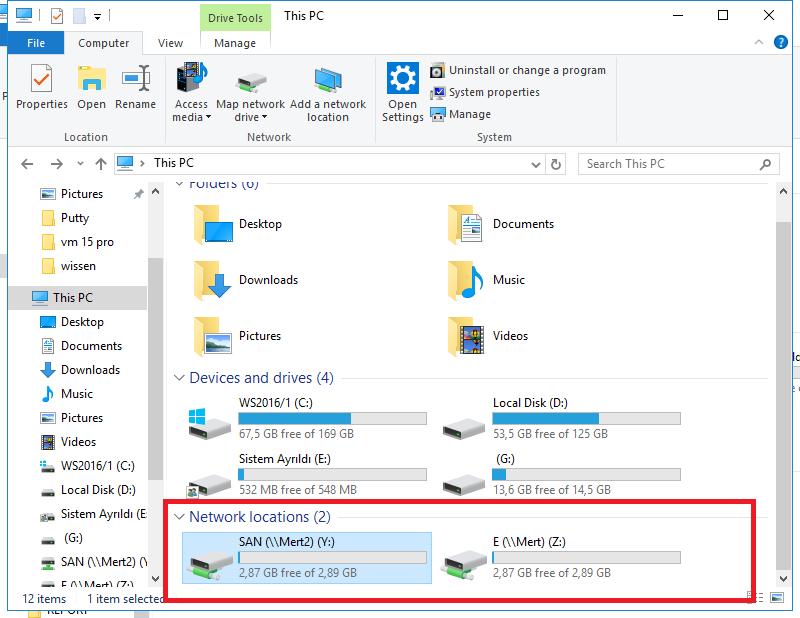 Drive Tools
This PC
File
Computer
View
Manage
Properties
Open
Rename
Access media
Map network drive
Add a network location
Open Settings
Uninstall or change a program
System properties
Manage
Location
Network
System
This PC
Search This PC
Pictures
Putty
vm 15 pro
wissen
This PC
Desktop
Documents
Downloads
Music
Pictures
Videos
WS2016/1 (C:)
Local Disk (D:)
Sistem Ayrıldı (E:
(G:)
SAN (\\Mert2) (Y
E (\\Mert) (Z:)
Folders (6)
Desktop
Documents
Downloads
Music
Pictures
Videos
Devices and drives (4)
WS2016/1 (C:)
67,5 GB free of 169 GB
Local Disk (D:)
53,5 GB free of 125 GB
Sistem Ayrıldı (E:)
532 MB free of 548 MB
(G:)
13,6 GB free of 14,5 GB
Network locations (2)
SAN (\\Mert2) (Y:)
2,87 GB free of 2,89 GB
E (\\Mert) (Z:)
2,87 GB free of 2,89 GB
12 items
1 item selected
REPORT